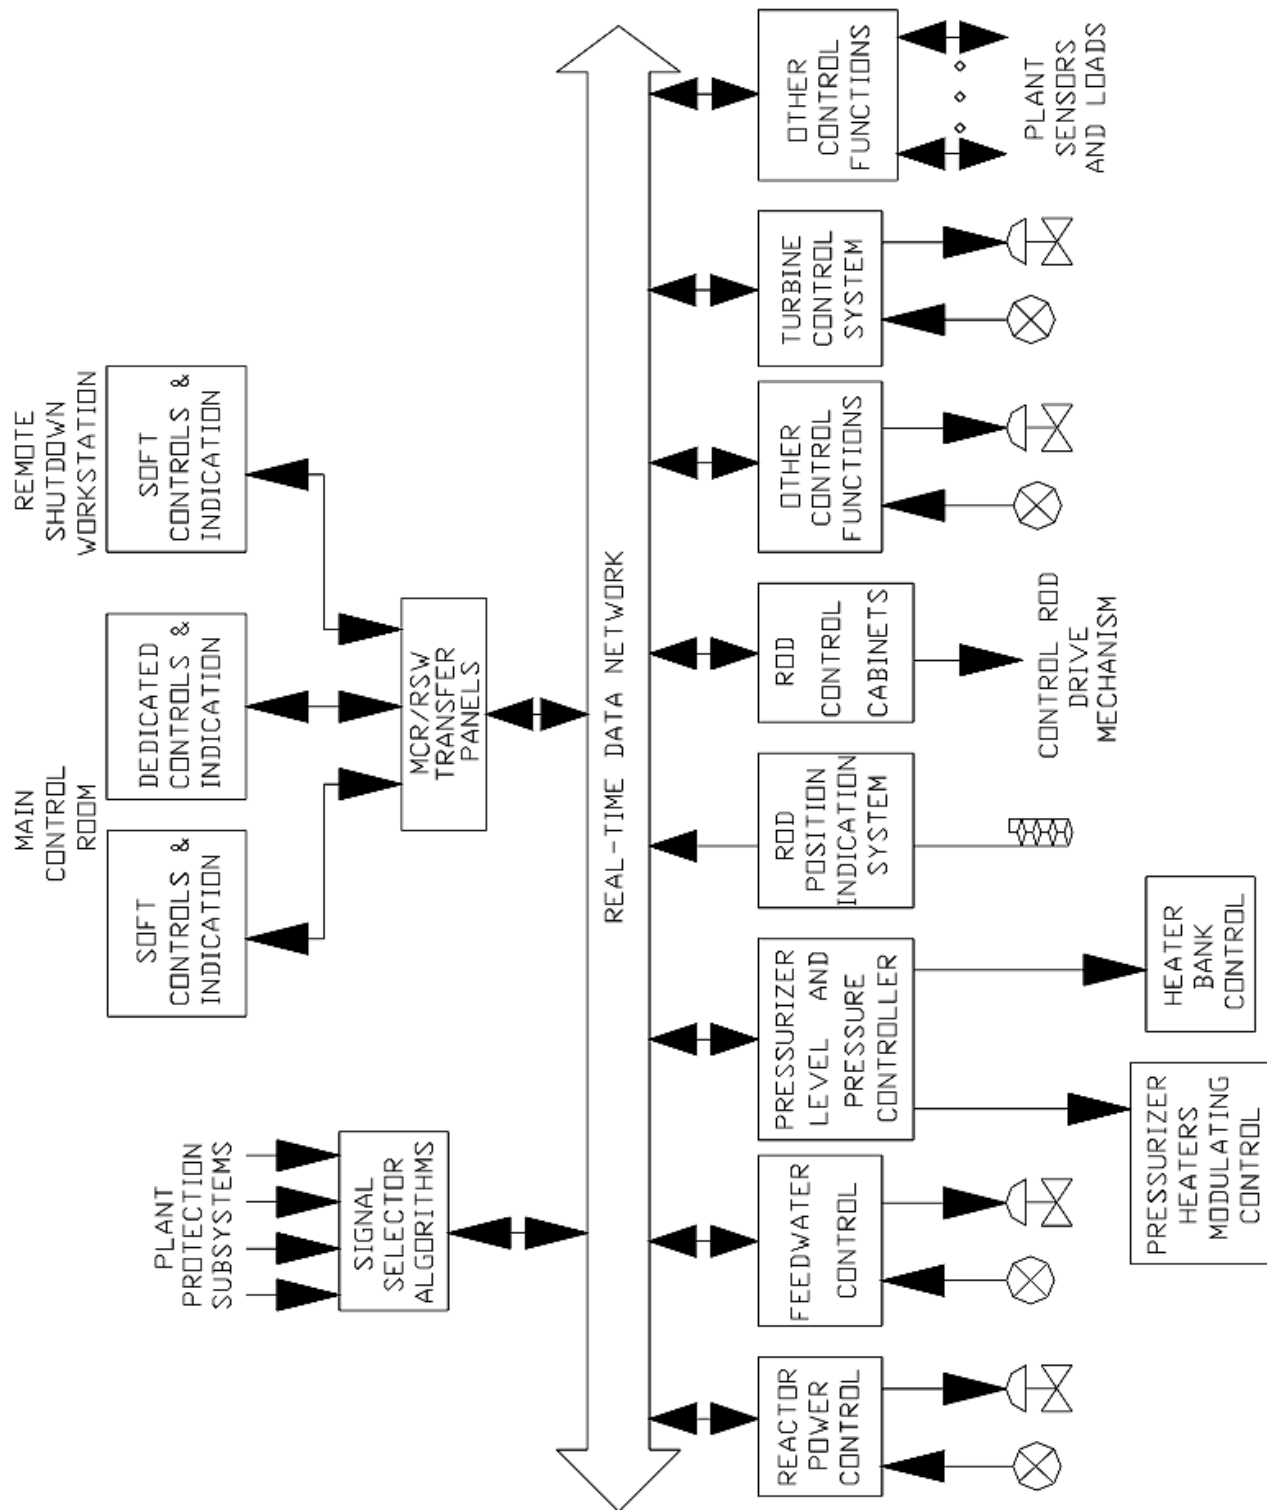 MAIN
CONTROL
ROOM
REMOTE
SHUTDOWN
WORKSTATION
PLANT
PROTECTION
SUBSYSTEMS
SOFT
CONTROLS &
INDICATION
DEDICATED
CONTROLS &
INDICATION
SOFT
CONTROLS &
INDICATION
SIGNAL
SELECTOR
ALGORITHMS
MCR/RSW
TRANSFER
PANELS
REAL-TIME DATA NETWORK
REACTOR
POWER
CONTROL
FEEDWATER
CONTROL
PRESSURIZER
LEVEL AND
PRESSURE
CONTROLLER
ROD
POSITION
INDICATION
SYSTEM
ROD
CONTROL
CABINETS
OTHER
CONTROL
FUNCTIONS
TURBINE
CONTROL
SYSTEM
OTHER
CONTROL
FUNCTIONS
PRESSURIZER
HEATERS
MODULATING
CONTROL
HEATER
BANK
CONTROL
CONTROL ROD
DRIVE
MECHANISM
PLANT
SENSORS
AND LOADS